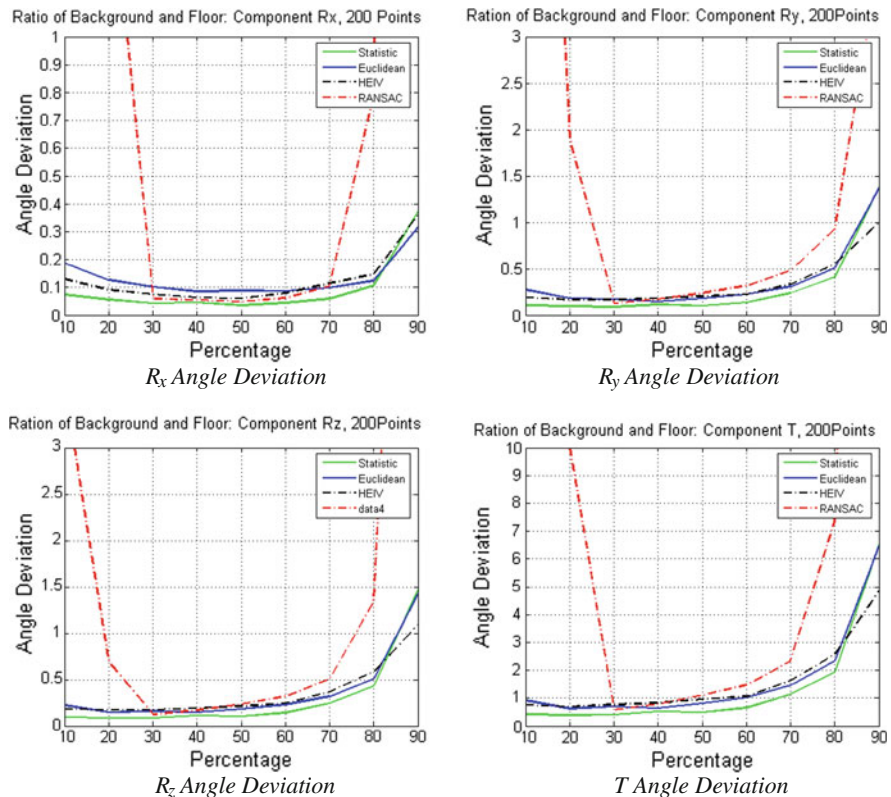 Ratio of Background and Floor: Component Rx, 200 Points
1
0.9
0.8
0.7
0.6
0.5
0.4
0.3
0.2
0.1
0
Angle Deviation
Statistic
Euclidean
HEIV
RANSAC
10 20 30 40 50 60 70 80 90
Percentage
Rx Angle Deviation
Ration of Background and Floor: Component Ry, 200Points
3
2.5
2
1.5
1
0.5
0
Angle Deviation
Statistic
Euclidean
HEIV
RANSAC
10 20 30 40 50 60 70 80 90
Percentage
Ry Angle Deviation
Ration of Background and Floor: Component Rz, 200Points
3
2.5
2
1.5
1
0.5
0
Angle Deviation
Statistic
Euclidean
HEIV
data4
10 20 30 40 50 60 70 80 90
Percentage
Rz Angle Deviation
Ration of Background and Floor: Component T, 200Points
10
9
8
7
6
5
4
3
2
1
0
Angle Deviation
Statistic
Euclidean
HEIV
RANSAC
10 20 30 40 50 60 70 80 90
Percentage
T Angle Deviation